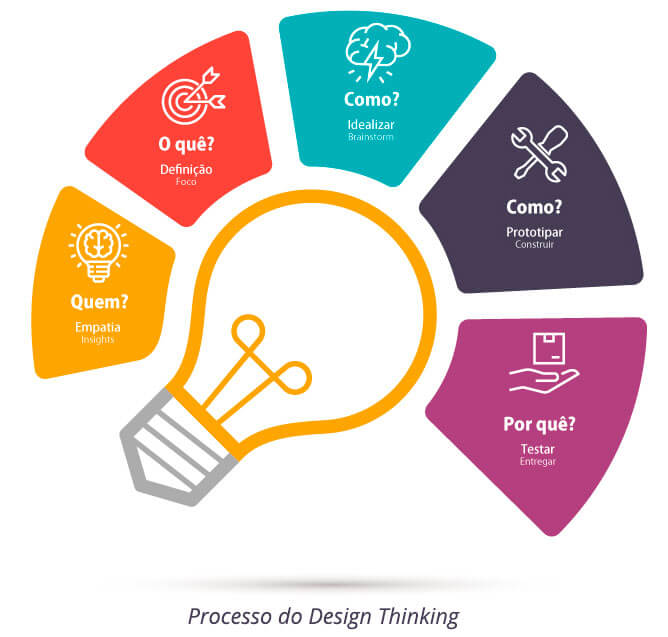 Quem?
Empatia
Insights
O quê?
Definição
Foco
Como?
Idealizar
Brainstorm
Como?
Prototipar
Construir
Por quê?
Testar
Entregar
Processo do Design Thinking